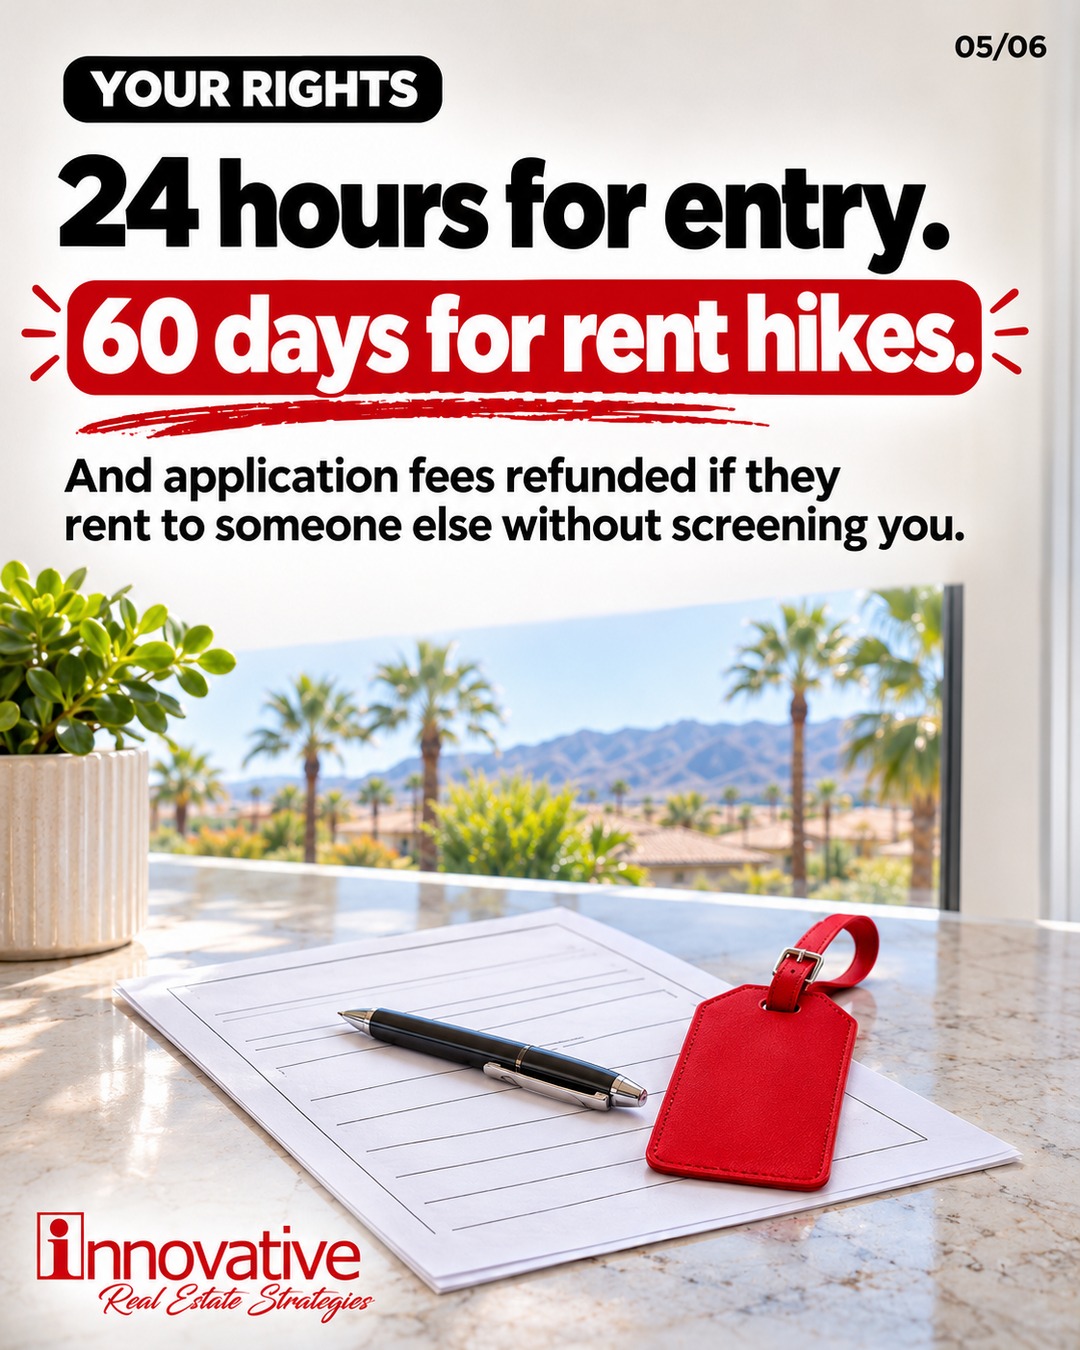 05/06
YOUR RIGHTS
24 hours for entry.
60 days for rent hikes.
And application fees refunded if they
rent to someone else without screening you.
innovative
Real Estate Strategies